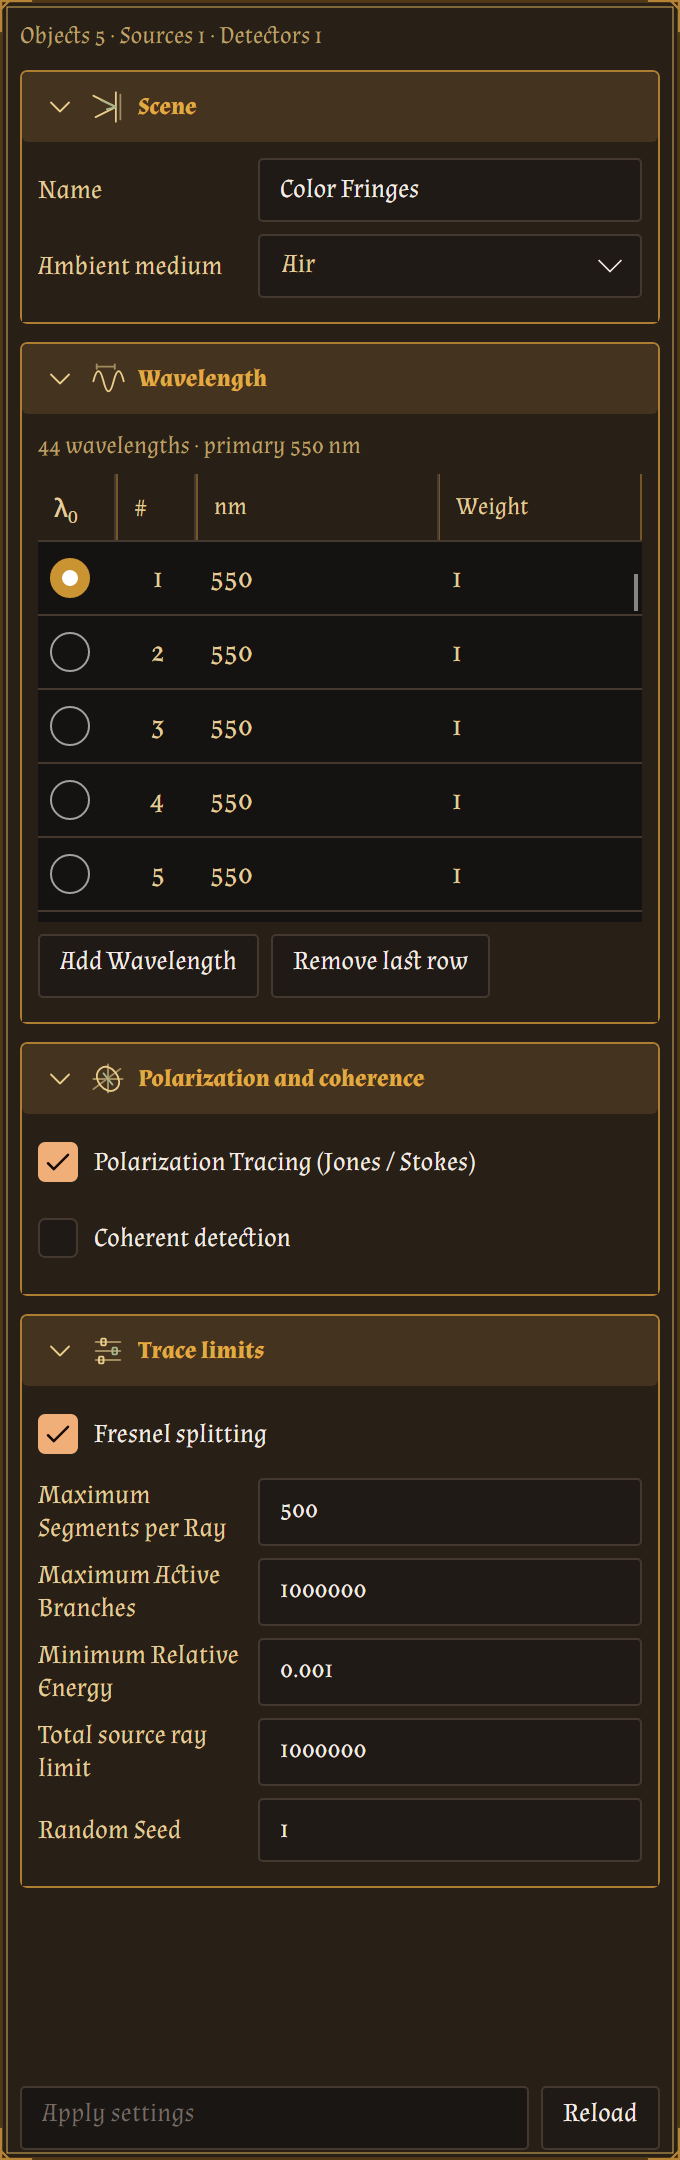 Objects 5 · Sources 1 · Detectors 1
Scene
Name
Color Fringes
Ambient medium
Air
Wavelength
44 wavelengths · primary 550 nm
λ0 # nm Weight
1 550 1
2 550 1
3 550 1
4 550 1
5 550 1
Add Wavelength
Remove last row
Polarization and coherence
Polarization Tracing (Jones / Stokes)
Coherent detection
Trace limits
Fresnel splitting
Maximum
Segments per Ray
500
Maximum Active
Branches
1000000
Minimum Relative
Energy
0.001
Total source ray
limit
1000000
Random Seed
1
Apply settings
Reload